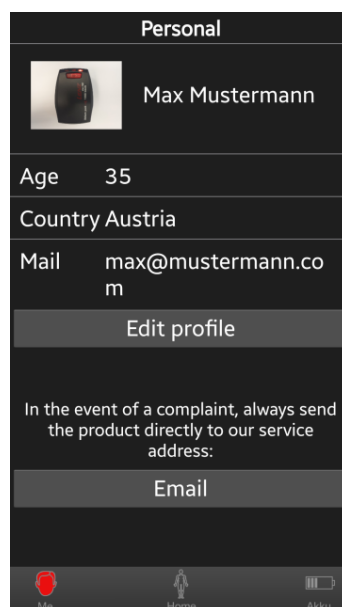 Personal
Max Mustermann
Age 35
Country Austria
Mail max@mustermann.co
m
Edit profile
In the event of a complaint, always send
the product directly to our service
address:
Email
Me Home Akku